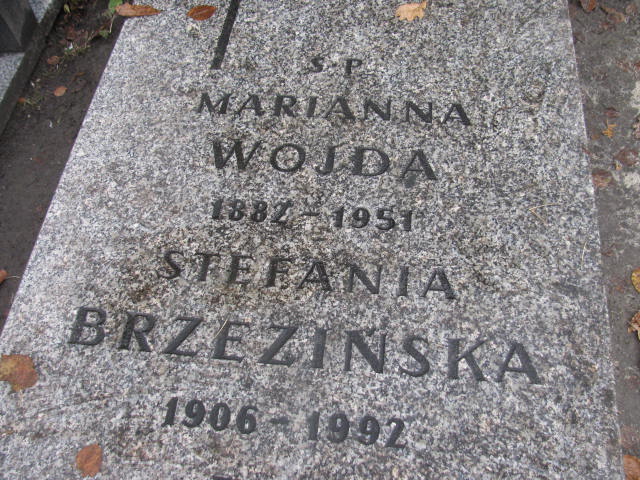 Ś.P.
MARIANNA
WOJDA
1882 - 1951
STEFANIA
BRZEZIŃSKA
1906 - 1992